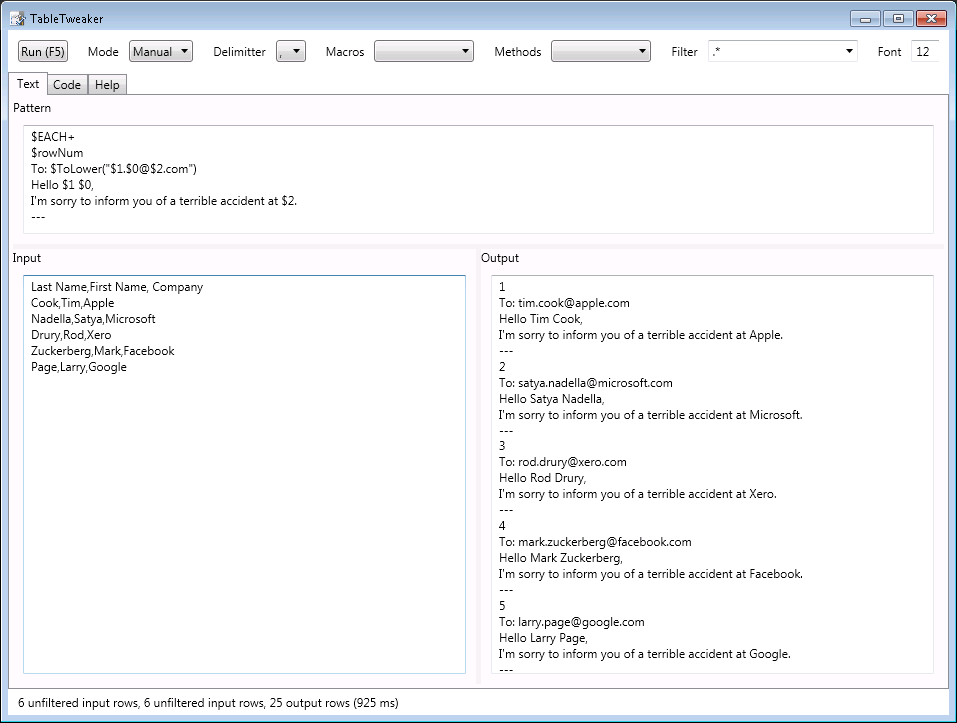 TableTweaker
Run (F5) Mode Manual Delimitter , Macros Methods Filter .* Font 12
Text Code Help
Pattern
$EACH+
$rowNum
To: $ToLower("$1.$0@$2.com")
Hello $1 $0,
I'm sorry to inform you of a terrible accident at $2.
---
Input
Last Name,First Name, Company
Cook,Tim,Apple
Nadella,Satya,Microsoft
Drury,Rod,Xero
Zuckerberg,Mark,Facebook
Page,Larry,Google
Output
1
To: tim.cook@apple.com
Hello Tim Cook,
I'm sorry to inform you of a terrible accident at Apple.
---
2
To: satya.nadella@microsoft.com
Hello Satya Nadella,
I'm sorry to inform you of a terrible accident at Microsoft.
---
3
To: rod.drury@xero.com
Hello Rod Drury,
I'm sorry to inform you of a terrible accident at Xero.
---
4
To: mark.zuckerberg@facebook.com
Hello Mark Zuckerberg,
I'm sorry to inform you of a terrible accident at Facebook.
---
5
To: larry.page@google.com
Hello Larry Page,
I'm sorry to inform you of a terrible accident at Google.
---
6 unfiltered input rows, 6 unfiltered input rows, 25 output rows (925 ms)